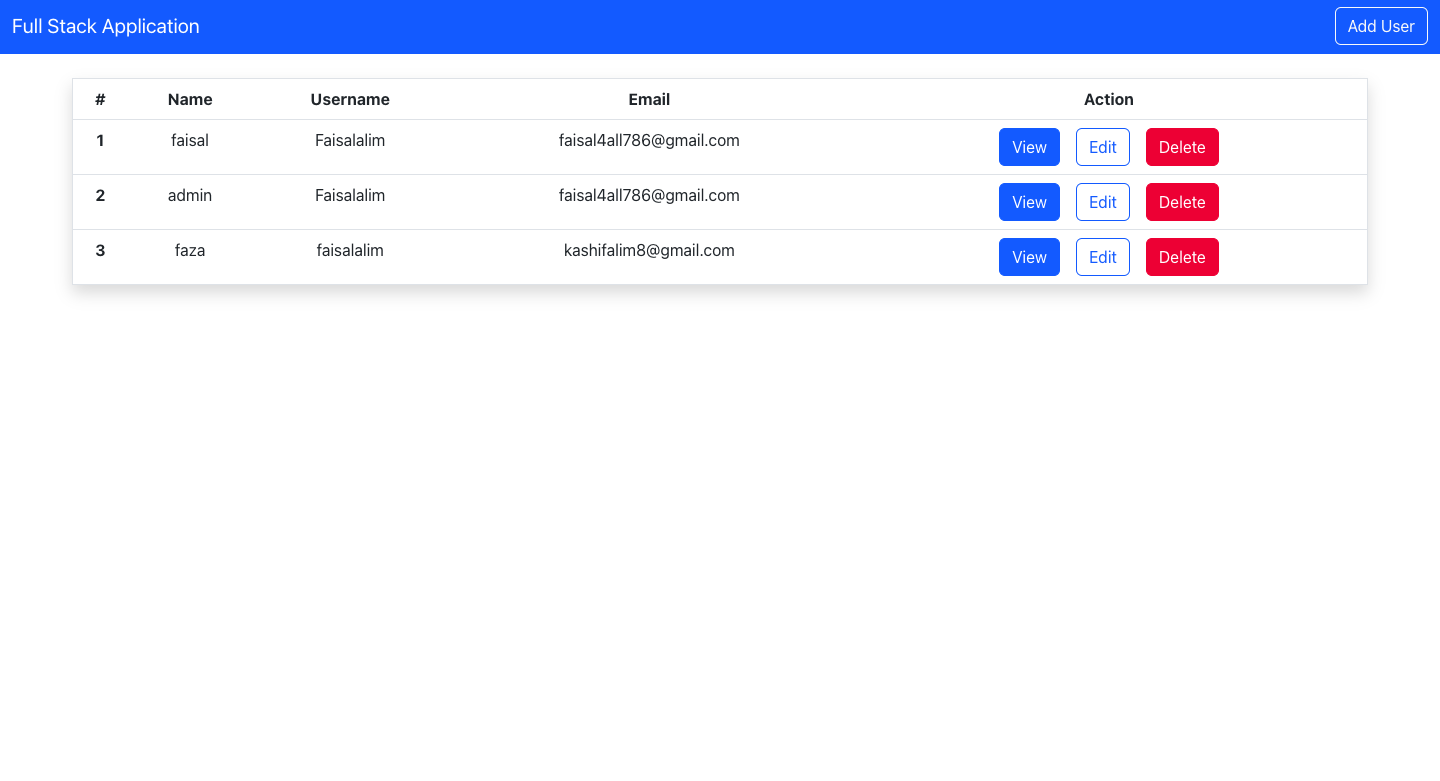 Full Stack Application Add User
# Name Username Email Action
1 faisal Faisalalim faisal4all786@gmail.com View Edit Delete
2 admin Faisalalim faisal4all786@gmail.com View Edit Delete
3 faza faisalalim kashifalim8@gmail.com View Edit Delete